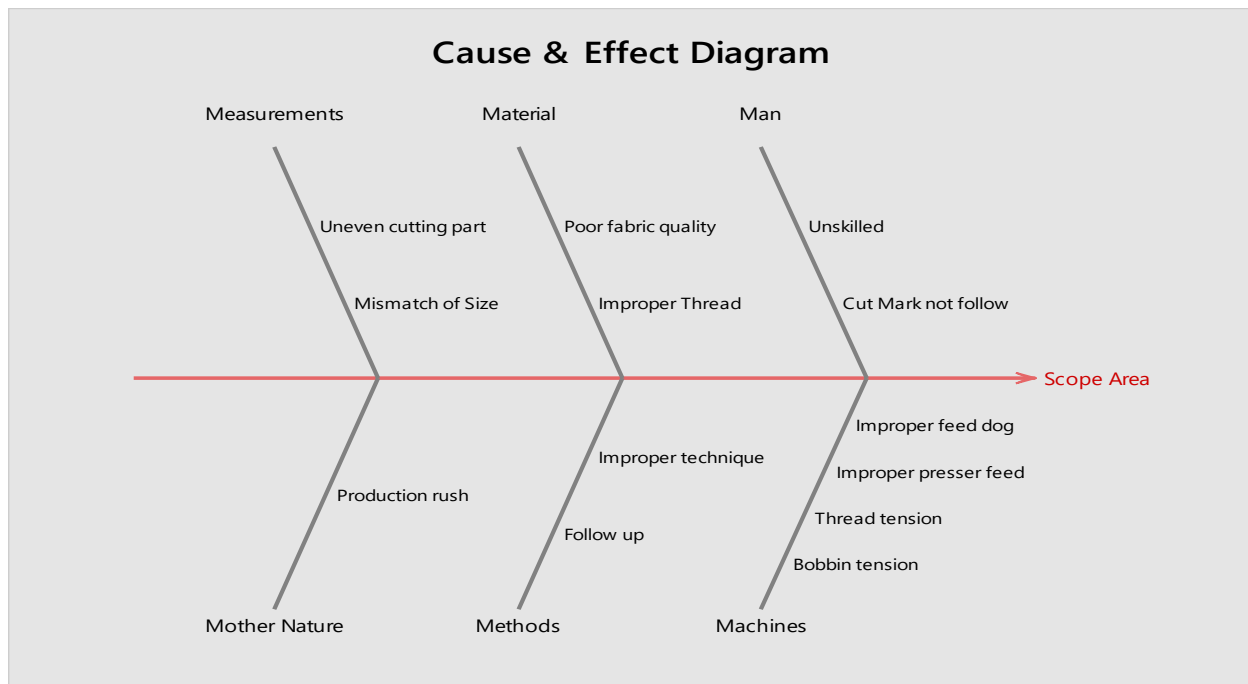 Cause & Effect Diagram
Measurements
Material
Man
Uneven cutting part
Poor fabric quality
Unskilled
Mismatch of Size
Improper Thread
Cut Mark not follow
Scope Area
Improper feed dog
Improper technique
Improper presser feed
Production rush
Thread tension
Follow up
Bobbin tension
Mother Nature
Methods
Machines